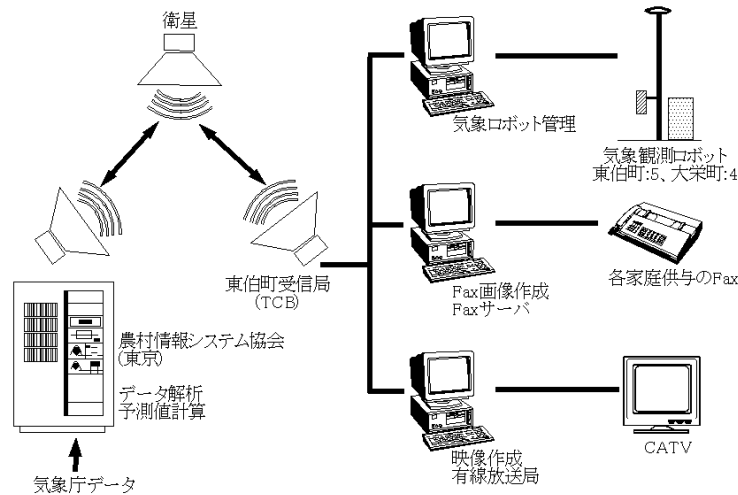 衛星
気象ロボット管理
気象観測ロボット
東伯町:5、大栄町:4
東伯町受信局
(TCB)
Fax画像作成
Faxサーバ
各家庭供与のFax
農村情報システム協会
(東京)
データ解析
予測値計算
映像作成
有線放送局
CATV
気象庁データ